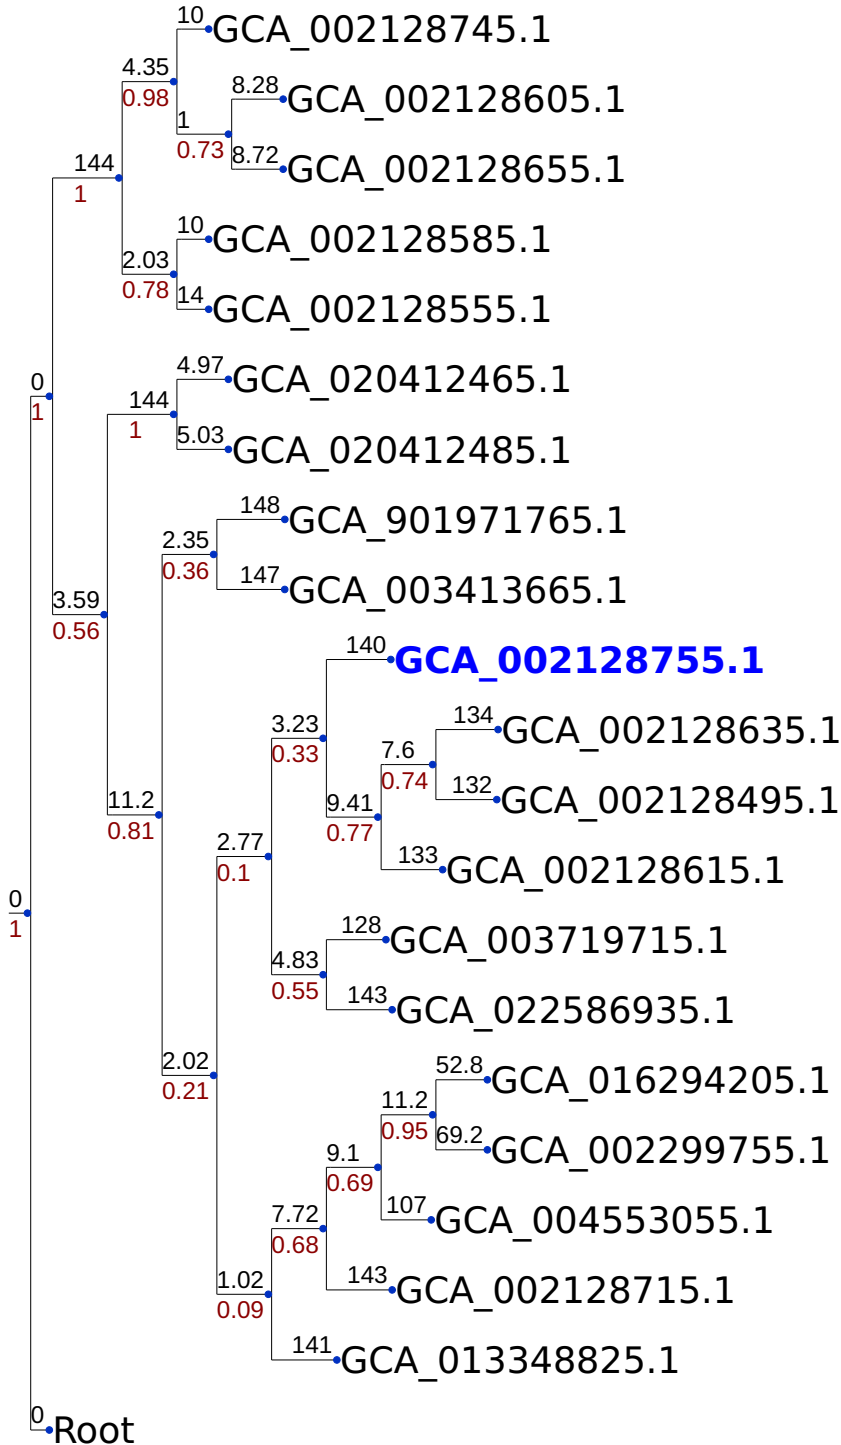 10
GCA_002128745.1
4.35
0.98
8.28
GCA_002128605.1
1
0.73
8.72
GCA_002128655.1
144
1
10
GCA_002128585.1
2.03
0.78
14
GCA_002128555.1
0
1
4.97
GCA_020412465.1
144
1
5.03
GCA_020412485.1
148
GCA_901971765.1
2.35
0.36
147
GCA_003413665.1
3.59
0.56
140
GCA_002128755.1
3.23
0.33
134
GCA_002128635.1
7.6
0.74
132
GCA_002128495.1
9.41
0.77
133
GCA_002128615.1
11.2
0.81
2.77
0.1
0
1
128
GCA_003719715.1
4.83
0.55
143
GCA_022586935.1
2.02
0.21
52.8
GCA_016294205.1
11.2
0.95
69.2
GCA_002299755.1
9.1
0.69
107
GCA_004553055.1
7.72
0.68
143
GCA_002128715.1
1.02
0.09
141
GCA_013348825.1
0
Root